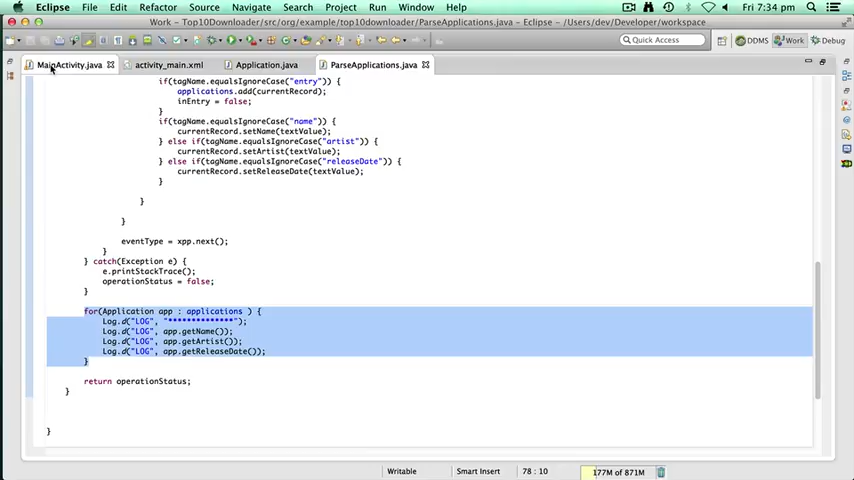 Eclipse File Edit Refactor Source Navigate Search Project Run Window Help Fri 7:34 pm
Work - Top10Downloader/src/org/example/top10downloader/ParseApplications.java - Eclipse - /Users/dev/Developer/workspace
Quick Access DDMS Work Debug
MainActivity.java activity_main.xml Application.java ParseApplications.java
if(tagName.equalsIgnoreCase("entry")) {
applications.add(currentRecord);
inEntry = false;
}
if(tagName.equalsIgnoreCase("name")) {
currentRecord.setName(textValue);
} else if(tagName.equalsIgnoreCase("artist")) {
currentRecord.setArtist(textValue);
} else if(tagName.equalsIgnoreCase("releaseDate")) {
currentRecord.setReleaseDate(textValue);
}
}
}
eventType = xpp.next();
}
} catch(Exception e) {
e.printStackTrace();
operationStatus = false;
}
for(Application app : applications ) {
Log.d("LOG", "**************");
Log.d("LOG", app.getName());
Log.d("LOG", app.getArtist());
Log.d("LOG", app.getReleaseDate());
}
return operationStatus;
}
}
Writable Smart Insert 78 : 10 177M of 871M